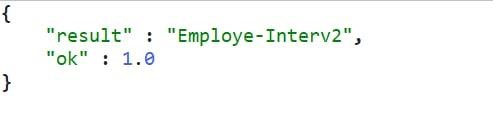 {
"result" : "Employe-Interv2",
"ok" : 1.0
}